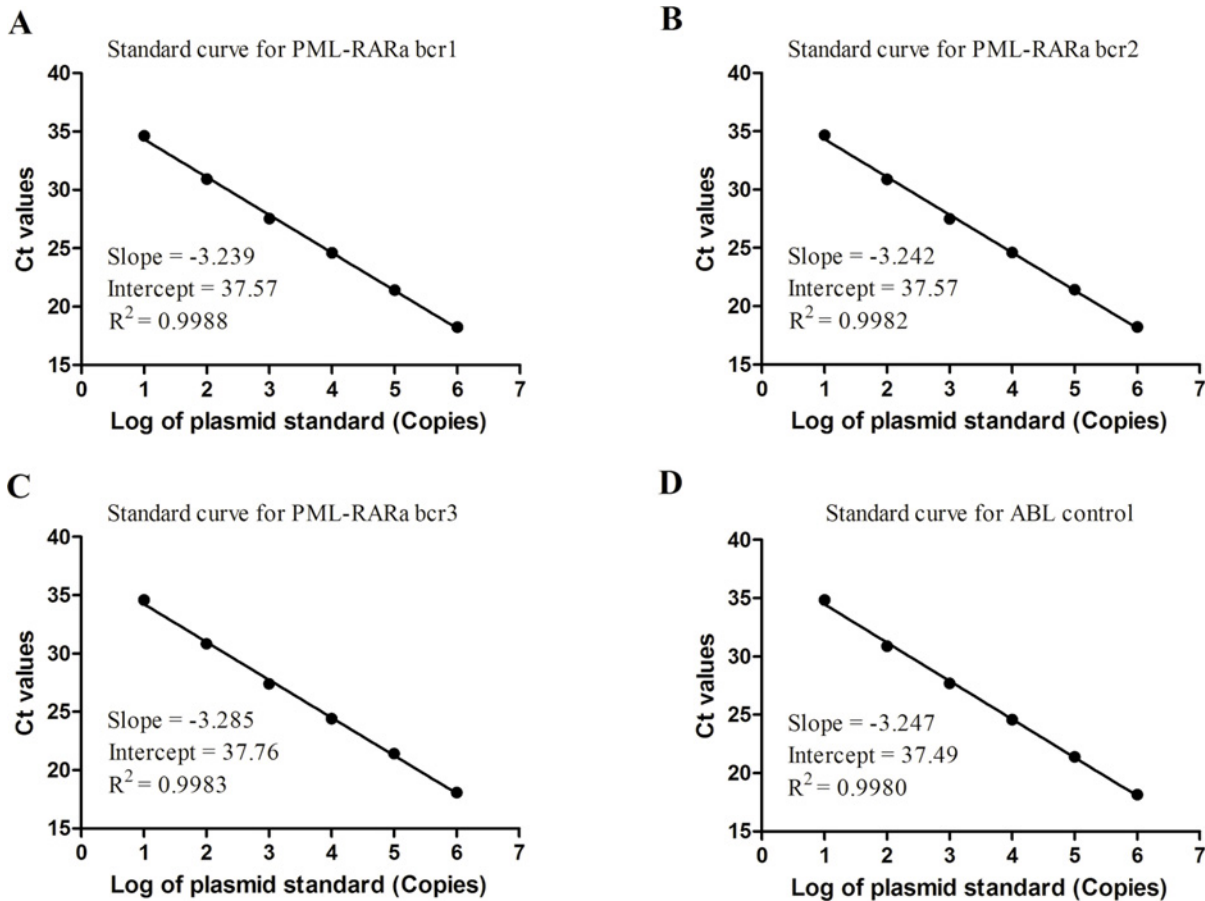 A
Standard curve for PML-RARa bcr1
40
35
30
25
20
15
Ct values
Slope = -3.239
Intercept = 37.57
R2 = 0.9988
0 1 2 3 4 5 6 7
Log of plasmid standard (Copies)
B
Standard curve for PML-RARa bcr2
40
35
30
25
20
15
Ct values
Slope = -3.242
Intercept = 37.57
R2 = 0.9982
0 1 2 3 4 5 6 7
Log of plasmid standard (Copies)
C
Standard curve for PML-RARa bcr3
40
35
30
25
20
15
Ct values
Slope = -3.285
Intercept = 37.76
R2 = 0.9983
0 1 2 3 4 5 6 7
Log of plasmid standard (Copies)
D
Standard curve for ABL control
40
35
30
25
20
15
Ct values
Slope = -3.247
Intercept = 37.49
R2 = 0.9980
0 1 2 3 4 5 6 7
Log of plasmid standard (Copies)